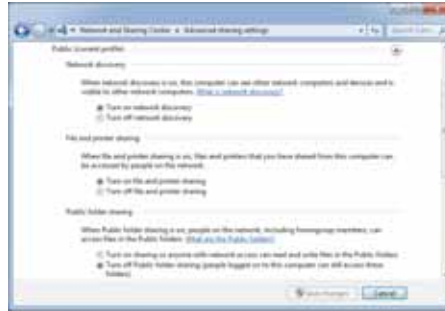 Network and Sharing Center ▸ Advanced sharing settings
Public (current profile)
Network discovery
When network discovery is on, this computer can see other network computers and devices and is
visible to other network computers. What is network discovery?
Turn on network discovery
Turn off network discovery
File and printer sharing
When file and printer sharing is on, files and printers that you have shared from this computer can
be accessed by people on the network.
Turn on file and printer sharing
Turn off file and printer sharing
Public folder sharing
When Public folder sharing is on, people on the network, including homegroup members, can
access files in the Public folders. What are the Public folders?
Turn on sharing so anyone with network access can read and write files in the Public folders
Turn off Public folder sharing (people logged on to this computer can still access these
folders)
Save changes
Cancel